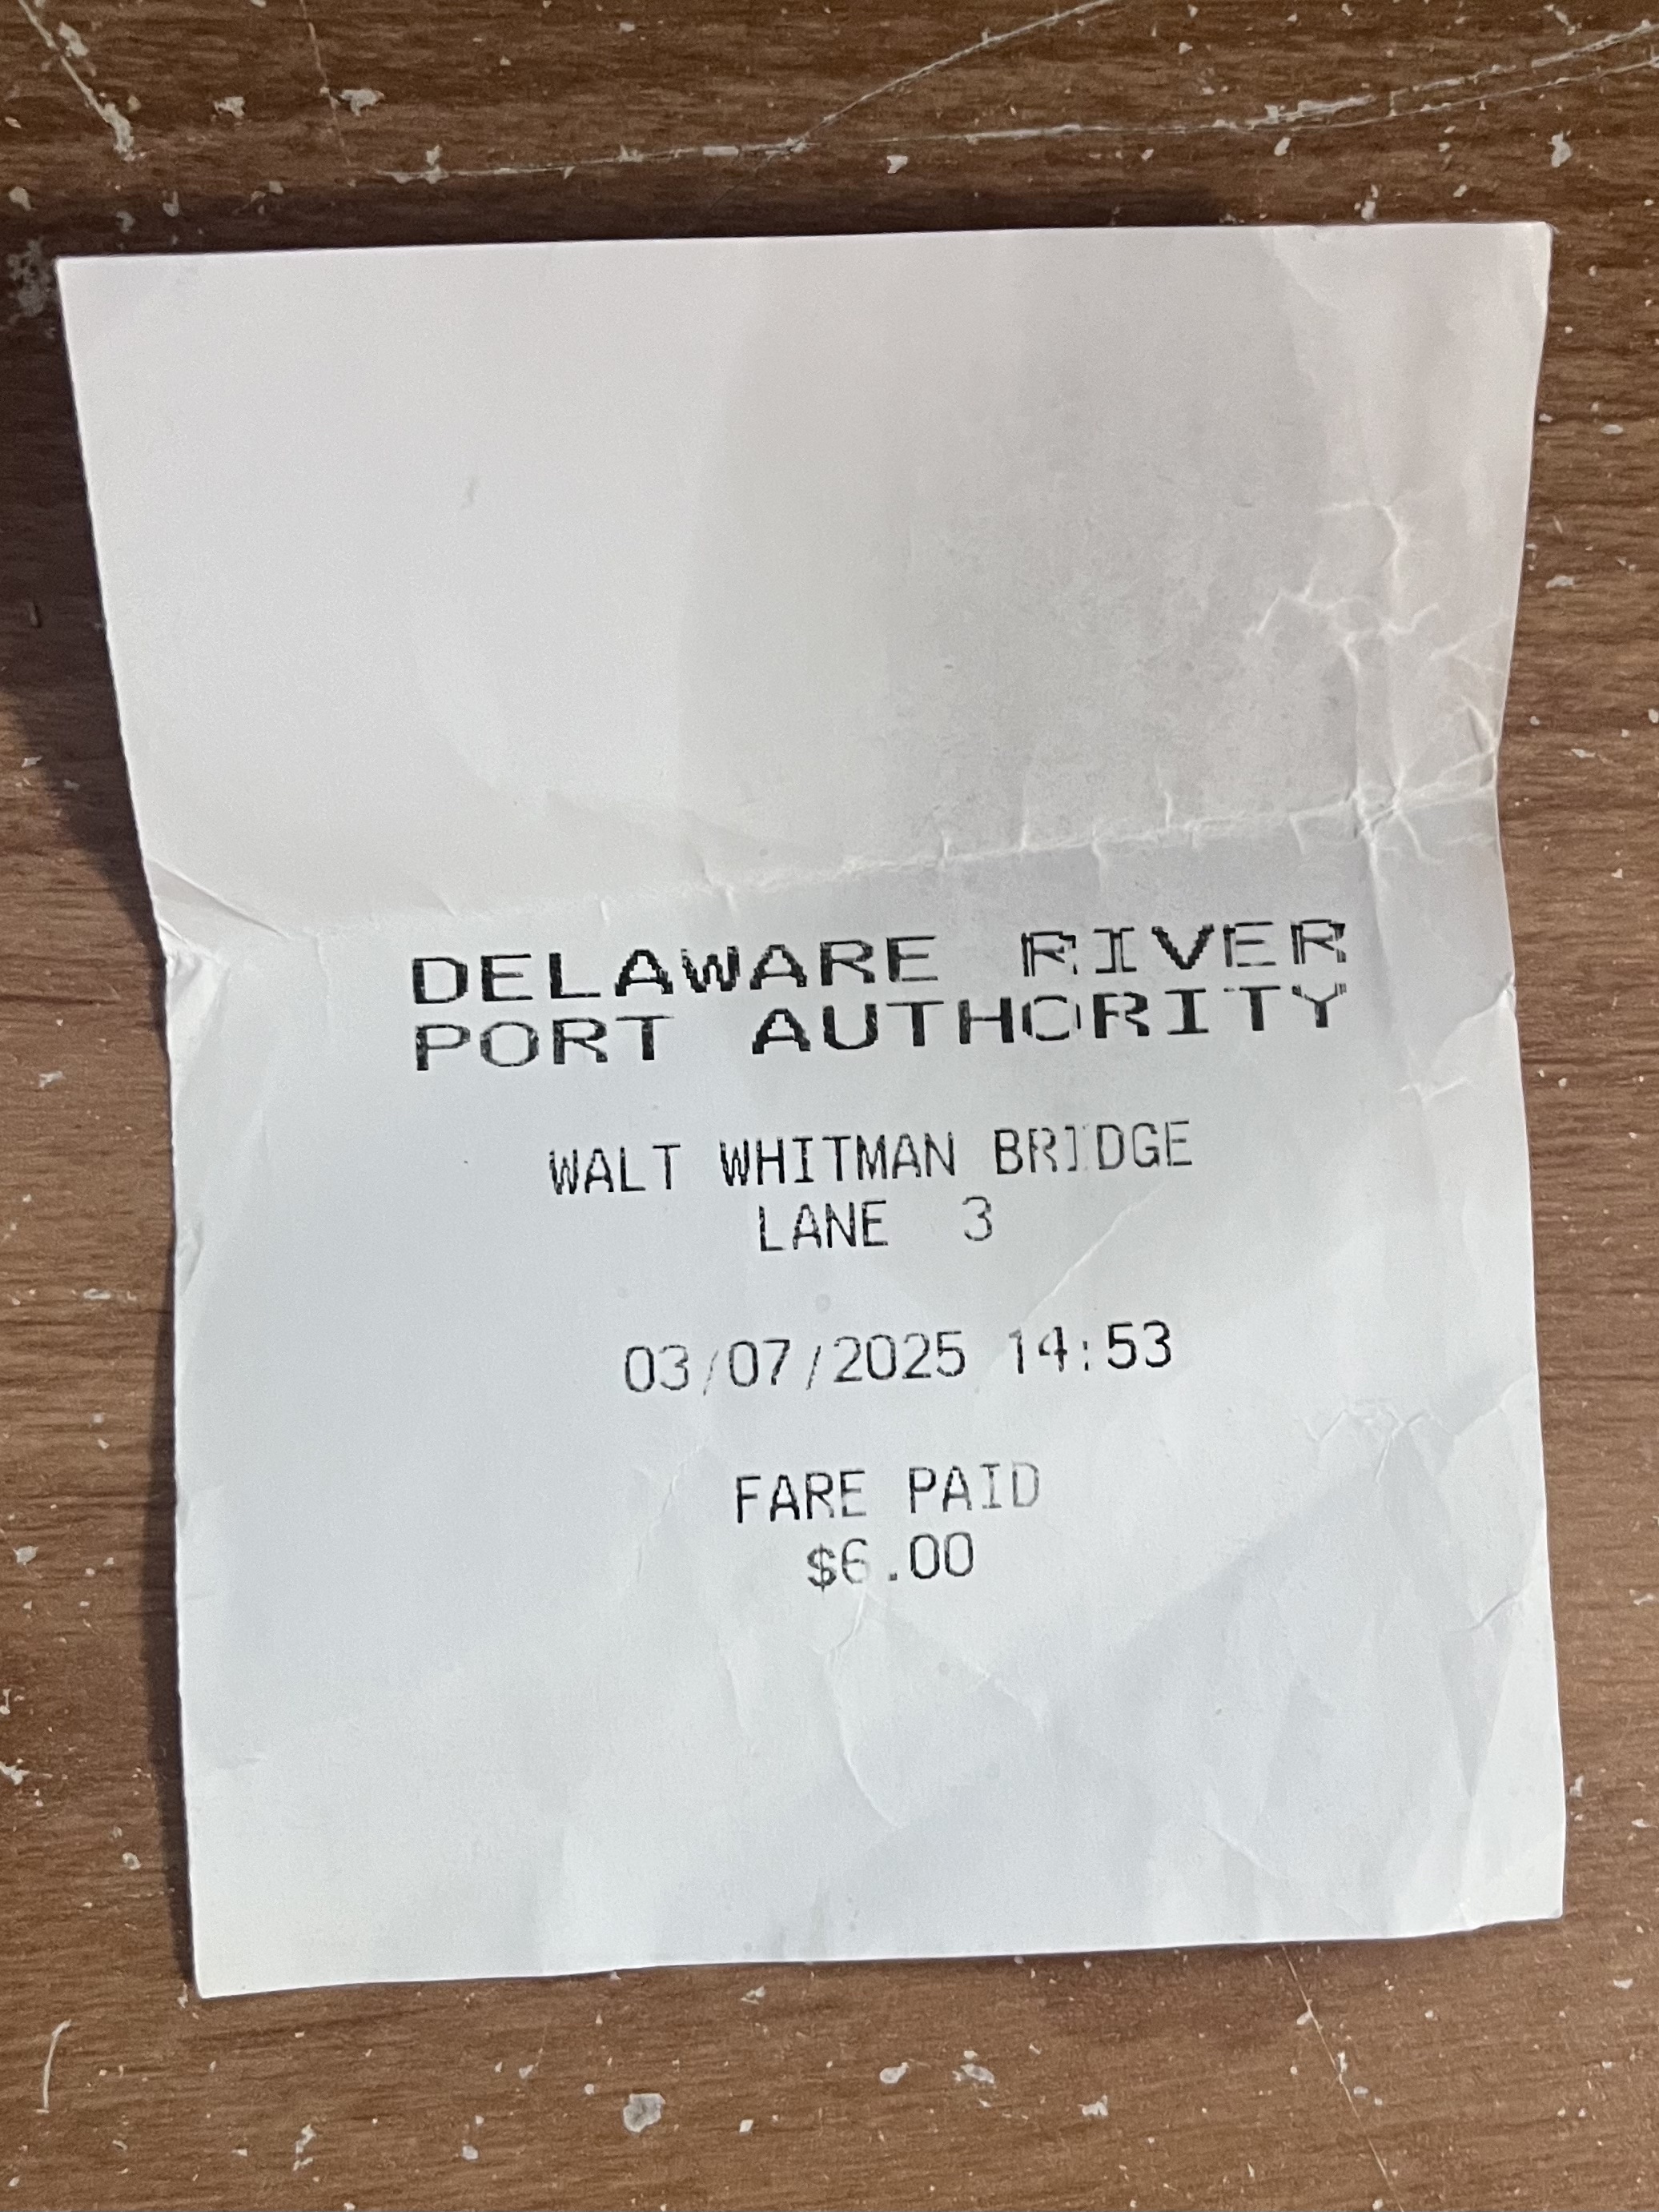 DELAWARE RIVER
PORT AUTHORITY
WALT WHITMAN BRIDGE
LANE 3
03/07/2025 14:53
FARE PAID
$6.00